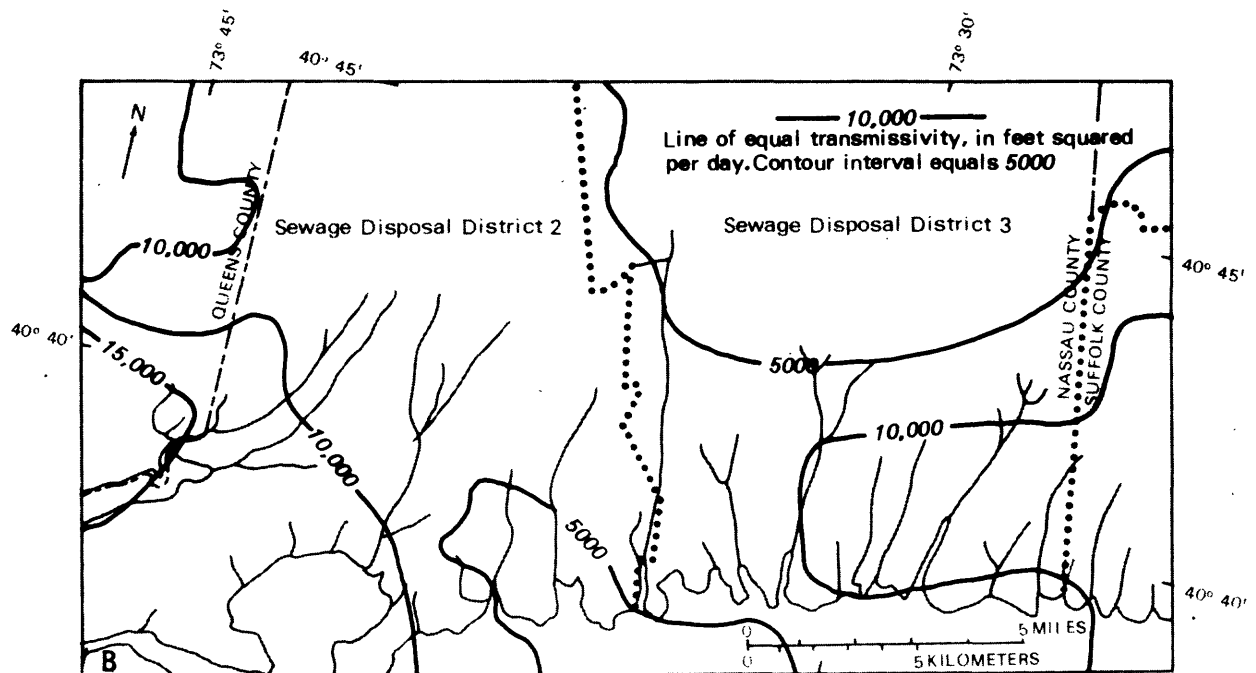 73° 45'
40° 45'
73° 30'
N
10,000
Line of equal transmissivity, in feet squared
per day. Contour interval equals 5000
QUEENS COUNTY
Sewage Disposal District 2
Sewage Disposal District 3
10,000
NASSAU COUNTY
SUFFOLK COUNTY
40° 45'
40° 40'
15,000
5000
10,000
10,000
5000
40° 40'
0
5 MILES
0
5 KILOMETERS
B